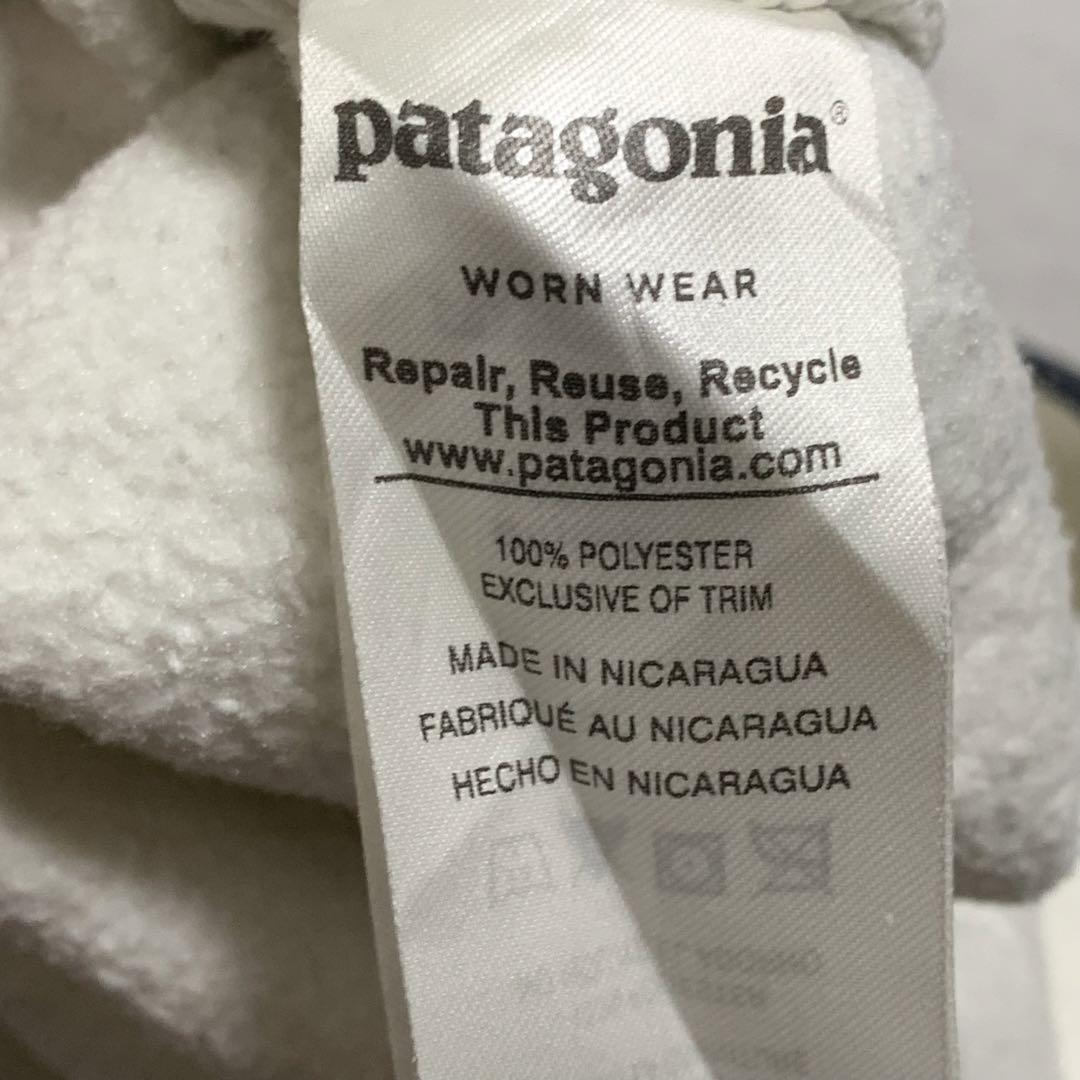 patagonia®
WORN WEAR
Repair, Reuse, Recycle
This Product
www.patagonia.com
100% POLYESTER
EXCLUSIVE OF TRIM
MADE IN NICARAGUA
FABRIQUÉ AU NICARAGUA
HECHO EN NICARAGUA